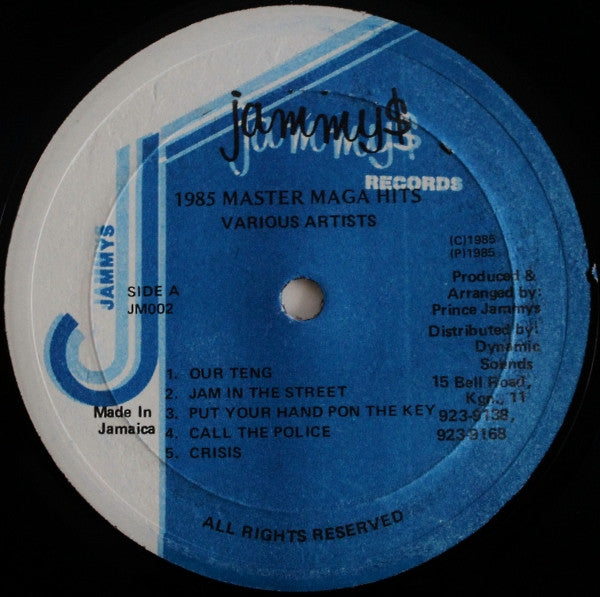 jammy$
jammy$
RECORDS
1985 MASTER MAGA HITS
VARIOUS ARTISTS
(C)1985
(P)1985
JAMMYS
SIDE A
JM002
Produced &
Arranged by:
Prince Jammys
Distributed by:
Dynamic
Sounds
15 Bell Road,
Kgn., 11
923-9138,
923-9168
1. OUR TENG
2. JAM IN THE STREET
3. PUT YOUR HAND PON THE KEY
4. CALL THE POLICE
5. CRISIS
Made In
Jamaica
ALL RIGHTS RESERVED